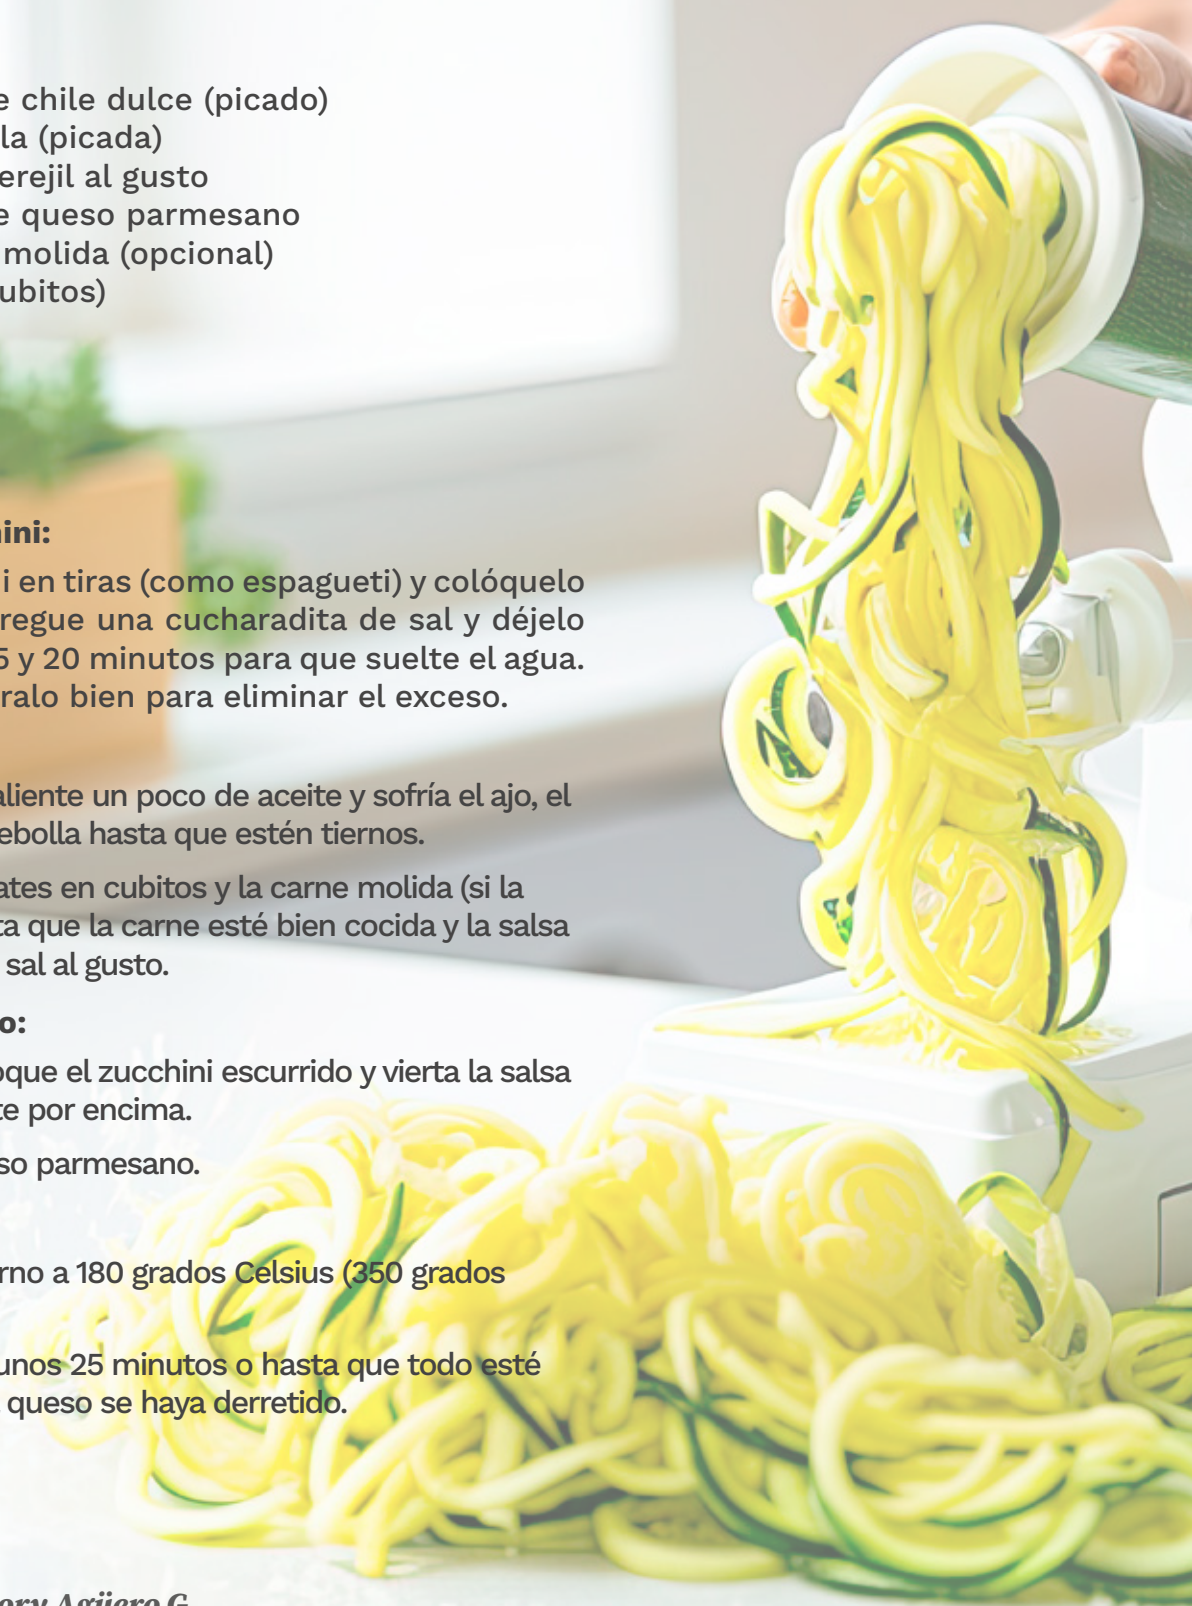 e chile dulce (picado)
la (picada)
erejil al gusto
e queso parmesano
molida (opcional)
ubitos)
ini:
i en tiras (como espagueti) y colóquelo
regue una cucharadita de sal y déjelo
5 y 20 minutos para que suelte el agua.
ralo bien para eliminar el exceso.
aliente un poco de aceite y sofría el ajo, el
ebolla hasta que estén tiernos.
ates en cubitos y la carne molida (si la
ta que la carne esté bien cocida y la salsa
sal al gusto.
o:
oque el zucchini escurrido y vierta la salsa
te por encima.
so parmesano.
rno a 180 grados Celsius (350 grados
unos 25 minutos o hasta que todo esté
queso se haya derretido.
ory Agüero G